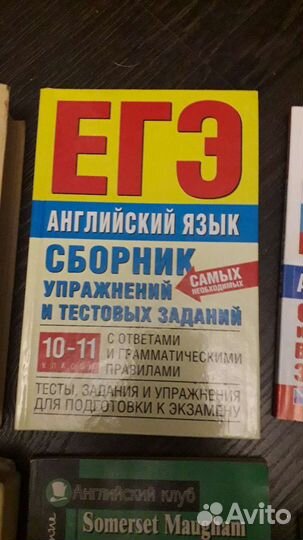 ЕГЭ
АНГЛИЙСКИЙ ЯЗЫК
СБОРНИК
САМЫХ
НЕОБХОДИМЫХ
УПРАЖНЕНИЙ
И ТЕСТОВЫХ ЗАДАНИЙ
10-11
КЛАССЫ
С ОТВЕТАМИ
И ГРАММАТИЧЕСКИМИ
ПРАВИЛАМИ
ТЕСТЫ, ЗАДАНИЯ И УПРАЖНЕНИЯ
ДЛЯ ПОДГОТОВКИ К ЭКЗАМЕНУ
Английский клуб
Somerset Maugham
Avito